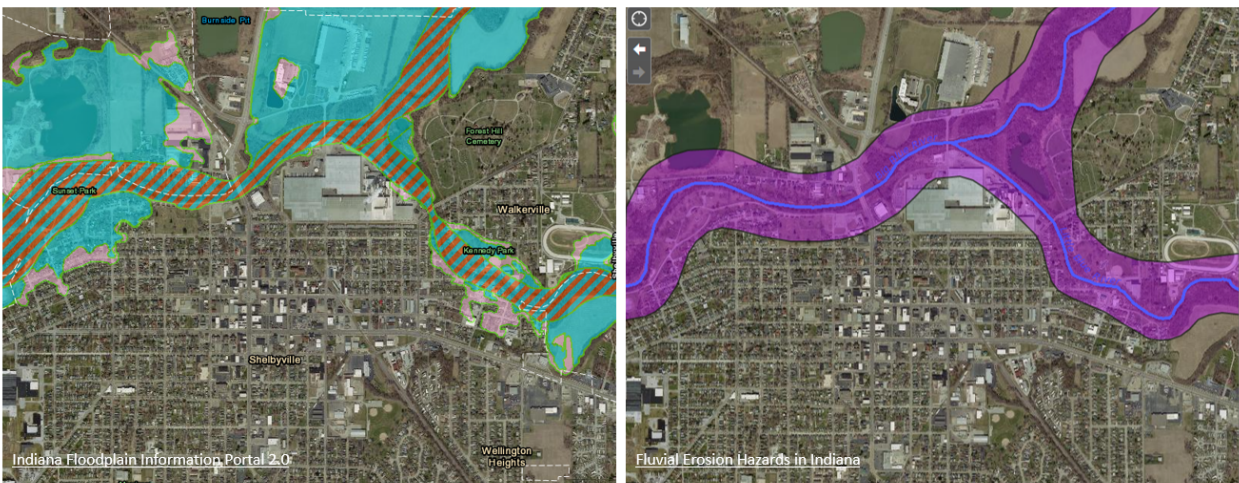 Burnside Pit
Forest Hill
Cemetery
Sunset Park
Walkerville
Kennedy Park
Shelbyville
Wellington
Heights
Indiana Floodplain Information Portal 2.0
Fluvial Erosion Hazards in Indiana